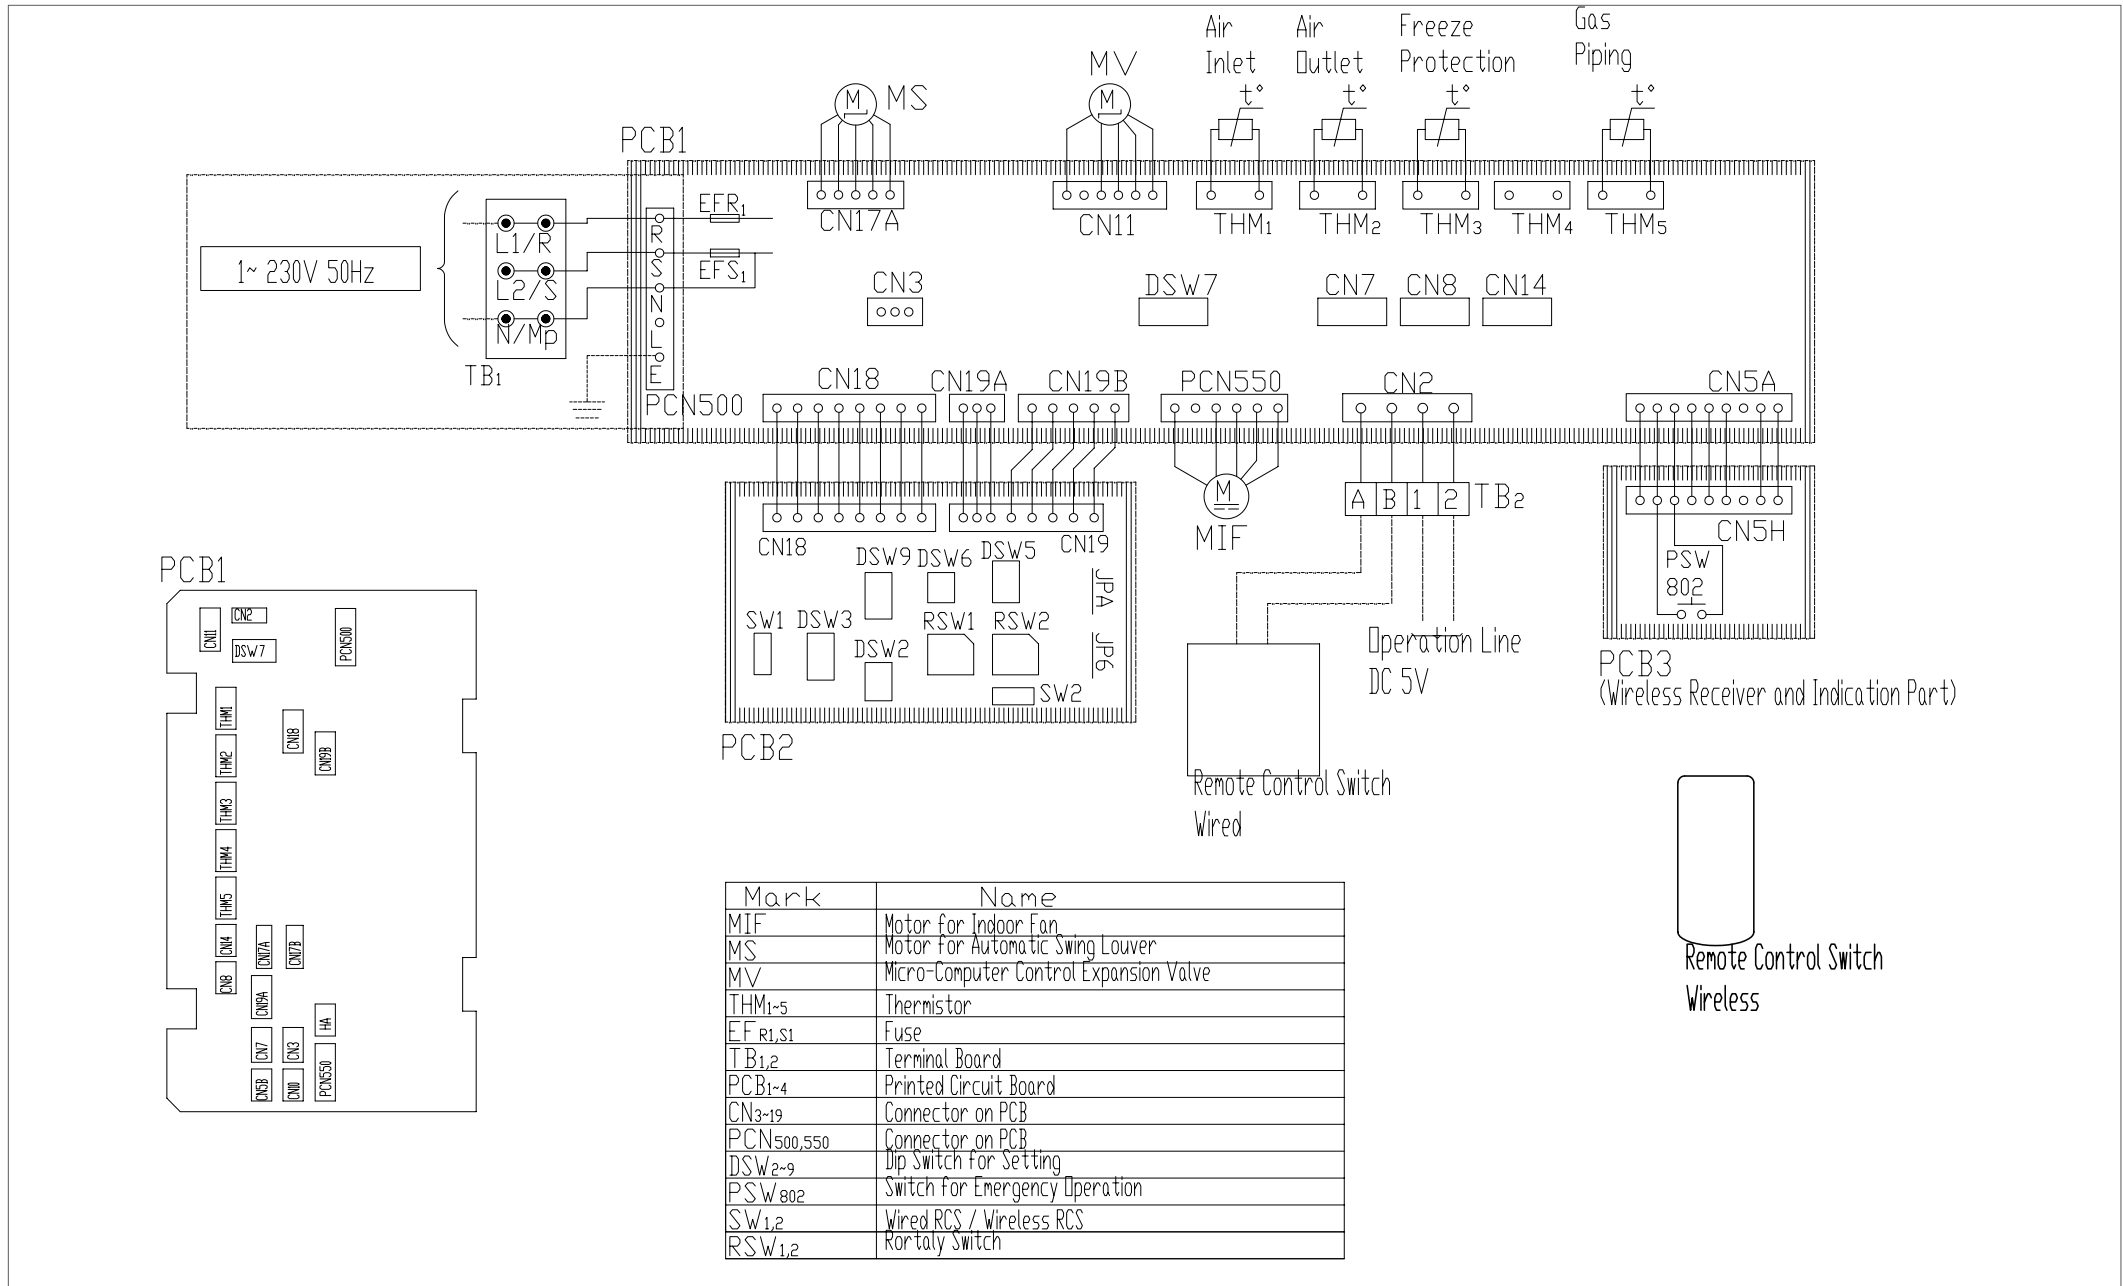 Air
Inlet
Air
Outlet
Freeze
Protection
Gas
Piping
MV
M
MS
M
t°
t°
t°
t°
PCB1
EFR1
EFS1
CN17A
CN11
THM1
THM2
THM3
THM4
THM5
1~ 230V 50Hz
L1/R
L2/S
N/Mp
TB1
R
S
N
L
E
PCN500
CN3
DSW7
CN7
CN8
CN14
CN18
CN19A
CN19B
PCN550
CN2
CN5A
M
MIF
A
B
1
2
TB2
CN5H
PSW
802
CN18
CN19
DSW9
DSW6
DSW5
JPA
JP6
SW1
DSW3
DSW2
RSW1
RSW2
SW2
PCB2
Operation Line
DC 5V
PCB3
(Wireless Receiver and Indication Part)
Remote Control Switch
Wired
Remote Control Switch
Wireless
PCB1
CN11
CN2
DSW7
PCN500
THM1
THM2
THM3
THM4
THM5
CN18
CN19B
CN14
CN17A
CN17B
CN8
CN19A
HA
CN7
CN3
CN5B
CN10
PCN550
Mark Name
MIF Motor for Indoor Fan
MS Motor for Automatic Swing Louver
MV Micro-Computer Control Expansion Valve
THM1~5 Thermistor
EF R1,S1 Fuse
TB1,2 Terminal Board
PCB1~4 Printed Circuit Board
CN3~19 Connector on PCB
PCN500,550 Connector on PCB
DSW2~9 Dip Switch for Setting
PSW802 Switch for Emergency Operation
SW1,2 Wired RCS / Wireless RCS
RSW1,2 Rortaly Switch